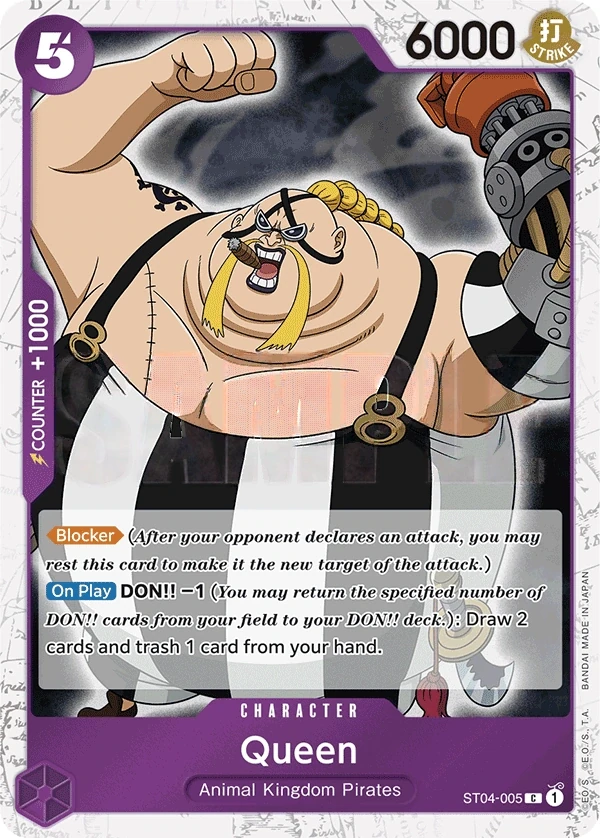 5
6000
打
STRIKE
COUNTER +1000
Blocker (After your opponent declares an attack, you may
rest this card to make it the new target of the attack.)
On Play DON!! −1 (You may return the specified number of
DON!! cards from your field to your DON!! deck.): Draw 2
cards and trash 1 card from your hand.
CHARACTER
Queen
Animal Kingdom Pirates
ST04-005 C 1
©E.O./S. ©E.O./S., T.A. BANDAI MADE IN JAPAN